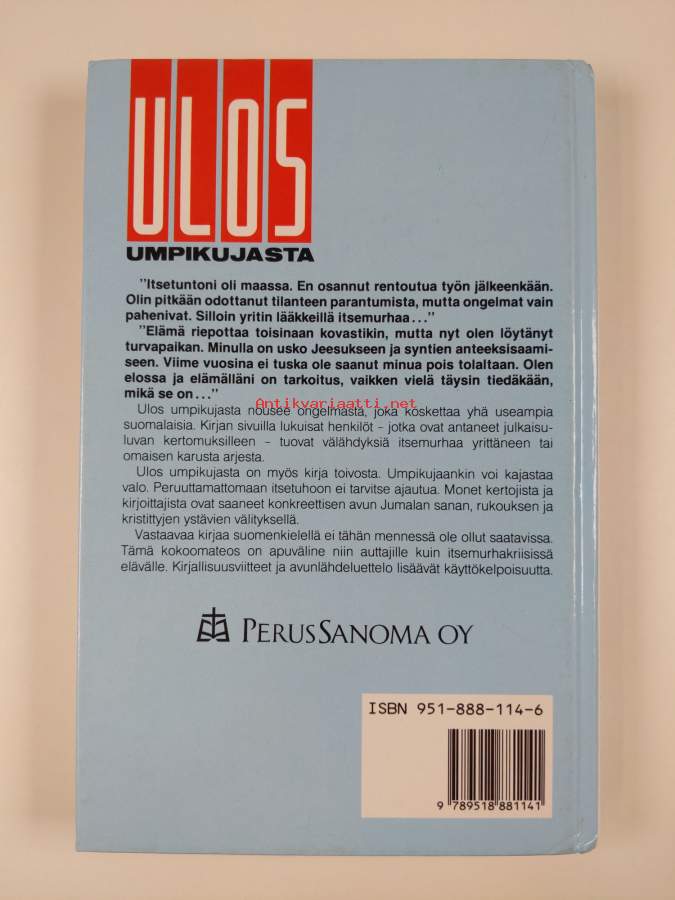 ULOS
UMPIKUJASTA
"Itsetuntoni oli maassa. En osannut rentoutua työn jälkeenkään.
Olin pitkään odottanut tilanteen parantumista, mutta ongelmat vain
pahenivat. Silloin yritin lääkkeillä itsemurhaa..."
"Elämä riepottaa toisinaan kovastikin, mutta nyt olen löytänyt
turvapaikan. Minulla on usko Jeesukseen ja syntien anteeksisaami-
seen. Viime vuosina ei tuska ole saanut minua pois tolaltaan. Olen
elossa ja elämälläni on tarkoitus, vaikken vielä täysin tiedäkään,
mikä se on..."
Antikvariaatti.net
Ulos umpikujasta nousee ongelmasta, joka koskettaa yhä useampia
suomalaisia. Kirjan sivuilla lukuisat henkilöt – jotka ovat antaneet julkaisu-
luvan kertomuksilleen – tuovat välähdyksiä itsemurhaa yrittäneen tai
omaisen karusta arjesta.
Ulos umpikujasta on myös kirja toivosta. Umpikujaankin voi kajastaa
valo. Peruuttamattomaan itsetuhoon ei tarvitse ajautua. Monet kertojista ja
kirjoittajista ovat saaneet konkreettisen avun Jumalan sanan, rukouksen ja
kristittyjen ystävien välityksellä.
Vastaavaa kirjaa suomenkielellä ei tähän mennessä ole ollut saatavissa.
Tämä kokoomateos on apuväline niin auttajille kuin itsemurhakriisissä
elävälle. Kirjallisuusviitteet ja avunlähdeluettelo lisäävät käyttökelpoisuutta.
PERUSSANOMA OY
ISBN 951-888-114-6
9 789518 881141